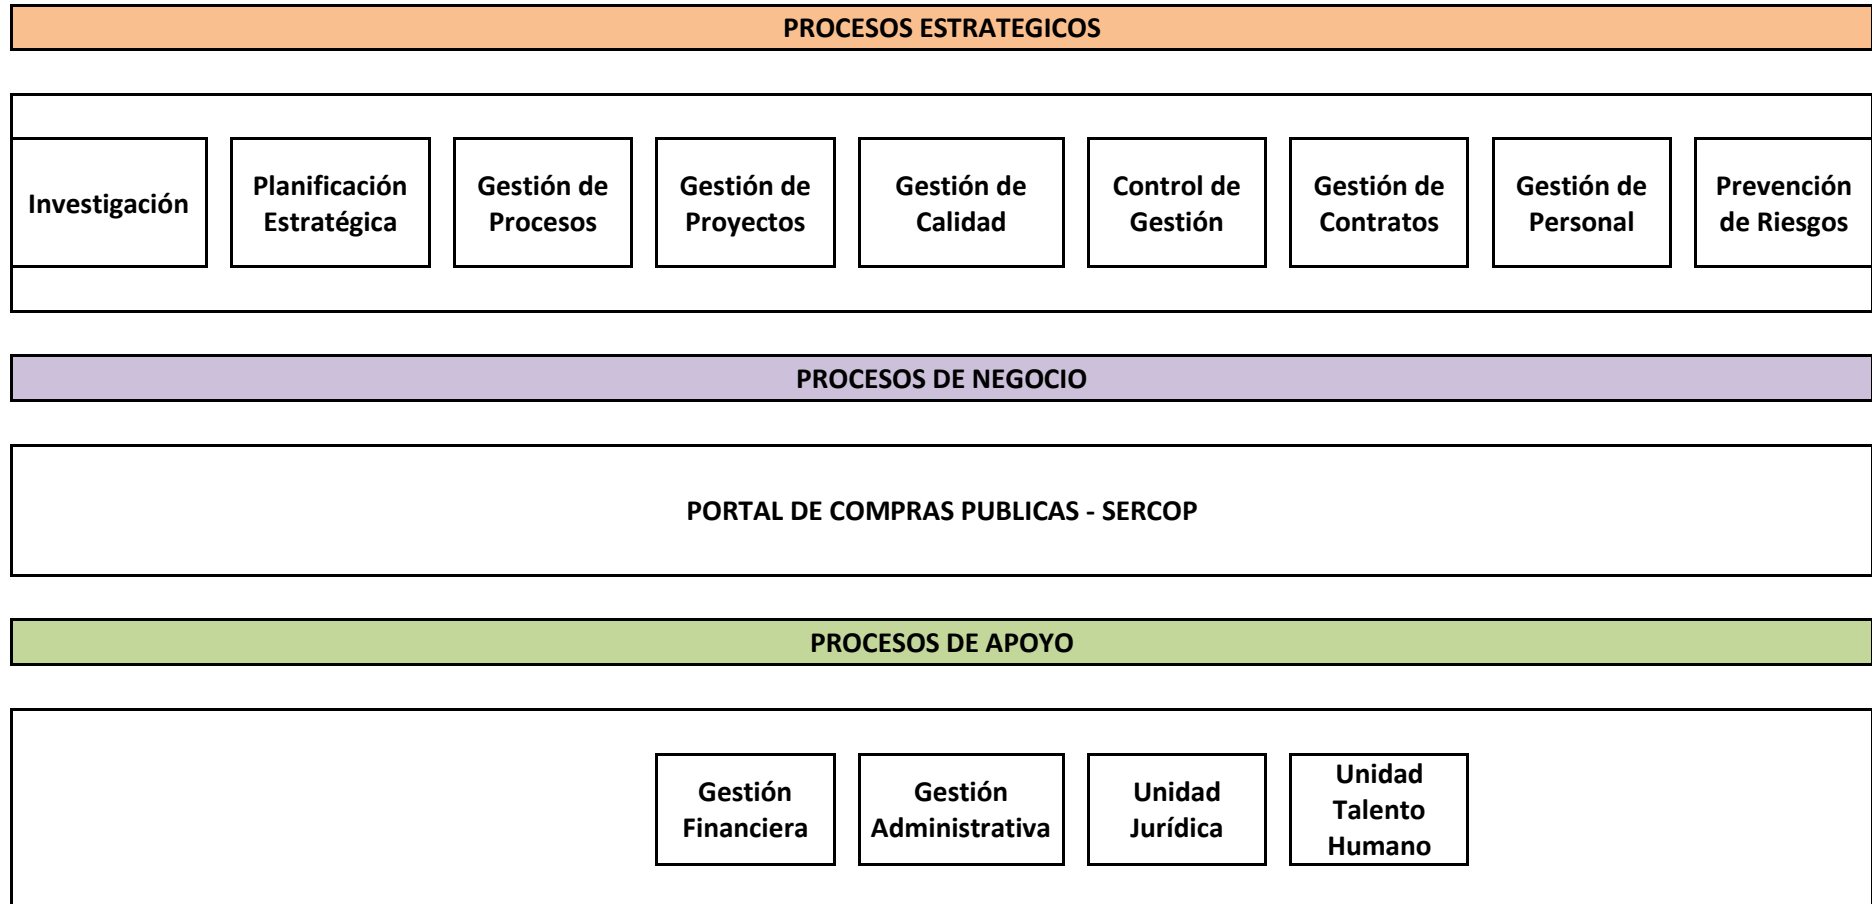 PROCESOS ESTRATEGICOS
Investigación
Planificación
Estratégica
Gestión de
Procesos
Gestión de
Proyectos
Gestión de
Calidad
Control de
Gestión
Gestión de
Contratos
Gestión de
Personal
Prevención
de Riesgos
PROCESOS DE NEGOCIO
PORTAL DE COMPRAS PUBLICAS - SERCOP
PROCESOS DE APOYO
Gestión
Financiera
Gestión
Administrativa
Unidad
Jurídica
Unidad
Talento
Humano